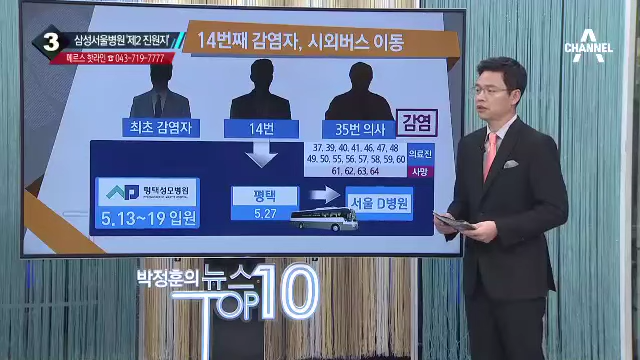 3
삼성서울병원 '제2 진원지'
메르스 핫라인 ☎ 043-719-7777
14번째 감염자, 시외버스 이동
CHANNEL
최초 감염자
14번
35번 의사
감염
37, 39, 40, 41, 46, 47, 48
49, 50, 55, 56, 57, 58, 59, 60
61, 62, 63, 64
의료진
사망
평택성모병원
5.13~19 입원
평택
5.27
서울 D병원
박정훈의 뉴스
TOP10